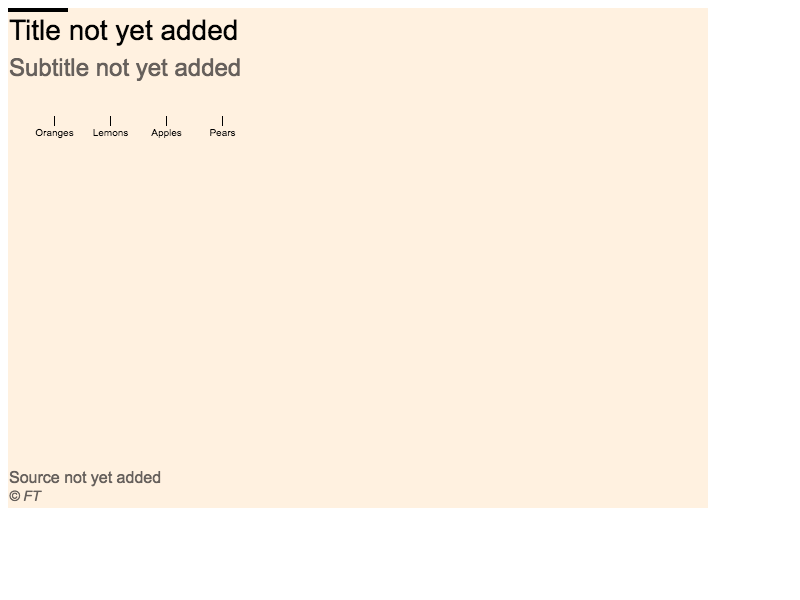 Title not yet added
Subtitle not yet added
Oranges Lemons Apples Pears
Source not yet added
© FT